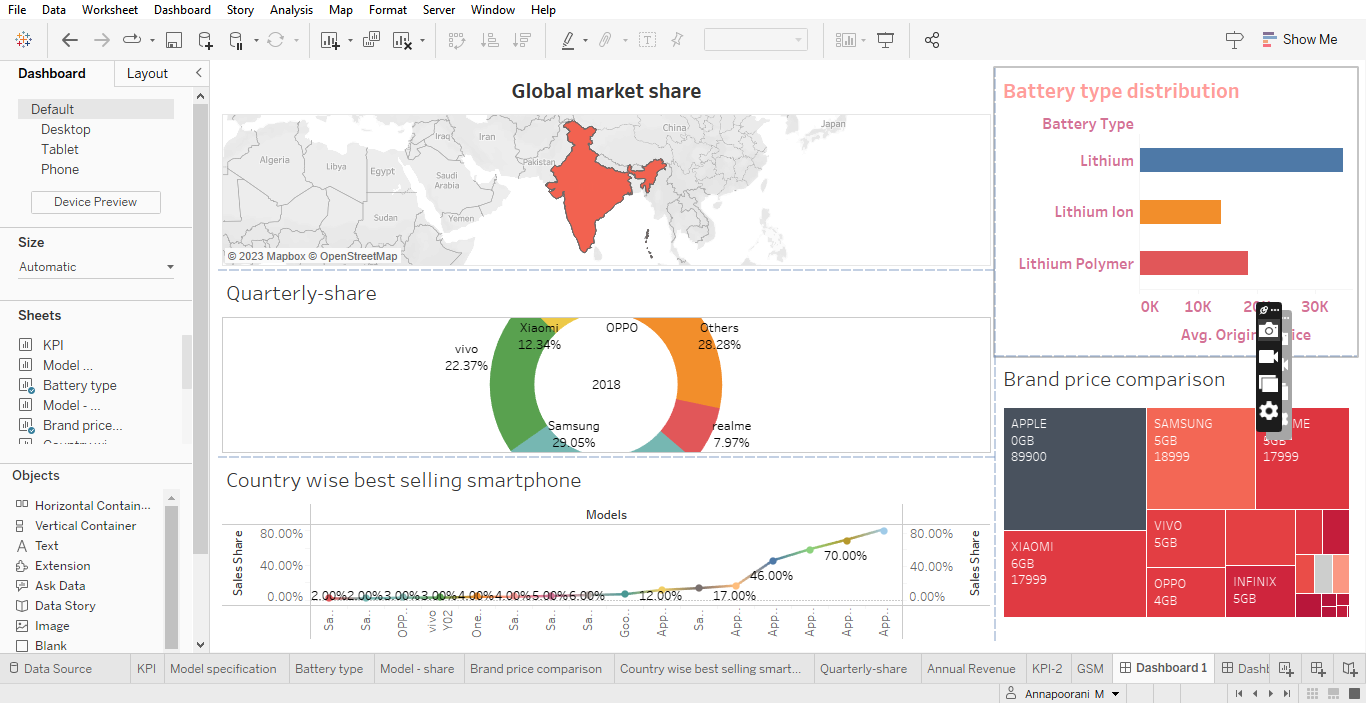 File Data Worksheet Dashboard Story Analysis Map Format Server Window Help
Show Me
Dashboard Layout
Default
Desktop
Tablet
Phone
Device Preview
Size
Automatic
Sheets
KPI
Model ...
Battery type
Model - ...
Brand price...
Objects
Horizontal Contain...
Vertical Container
Text
Extension
Ask Data
Data Story
Image
Blank
Global market share
Algeria
Libya
Egypt
Sudan
Saudi
Arabia
Yemen
Iraq
Iran
Pakistan
China
Japan
© 2023 Mapbox © OpenStreetMap
Quarterly-share
Xiaomi
12.34%
OPPO
Others
28.28%
vivo
22.37%
2018
Samsung
29.05%
realme
7.97%
Country wise best selling smartphone
Models
Sales Share
80.00%
40.00%
0.00%
2.00% 2.00% 3.00% 3.00% 4.00% 4.00% 5.00% 6.00% 12.00% 17.00%
46.00%
70.00%
80.00%
40.00%
0.00%
Sales Share
Sa..
Sa..
OPP..
vivo
Y02
One..
Sa..
Sa..
Sa..
Goo..
App..
Sa..
App..
App..
App..
App..
App..
Battery type distribution
Battery Type
Lithium
Lithium Ion
Lithium Polymer
0K 10K 30K
Avg.
Brand price comparison
APPLE
0GB
89900
SAMSUNG
5GB
18999
5GB
17999
XIAOMI
6GB
17999
VIVO
5GB
OPPO
4GB
INFINIX
5GB
Data Source KPI Model specification Battery type Model - share Brand price comparison Country wise best selling smart... Quarterly-share Annual Revenue KPI-2 GSM Dashboard 1
Annapoorani M